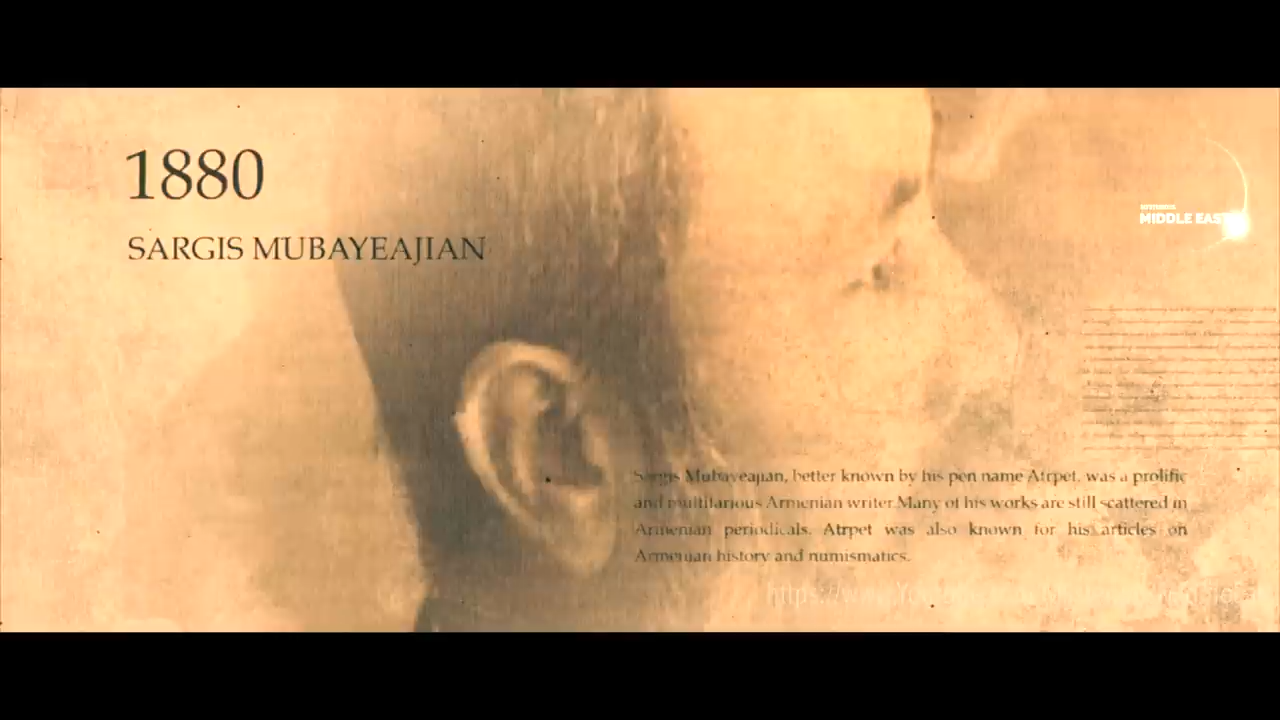 1880
SARGIS MUBAYEAJIAN
MIDDLE EAST
Sargis Mubayeajian, better known by his pen name Atrpet, was a prolific
and multifarious Armenian writer.Many of his works are still scattered in
Armenian periodicals. Atrpet was also known for his articles on
Armenian history and numismatics.